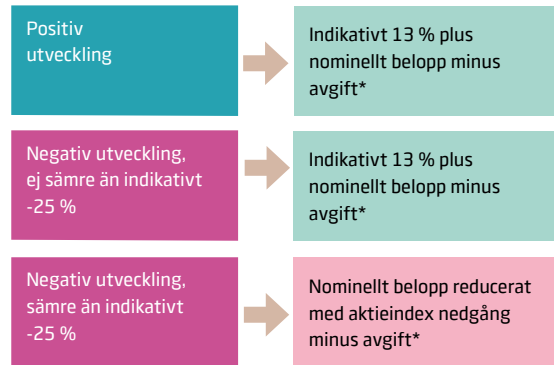 Positiv
utveckling
Indikativt 13 % plus
nominellt belopp minus
avgift*
Negativ utveckling,
ej sämre än indikativt
-25 %
Indikativt 13 % plus
nominellt belopp minus
avgift*
Negativ utveckling,
sämre än indikativt
-25 %
Nominellt belopp reducerat
med aktieindex nedgång
minus avgift*